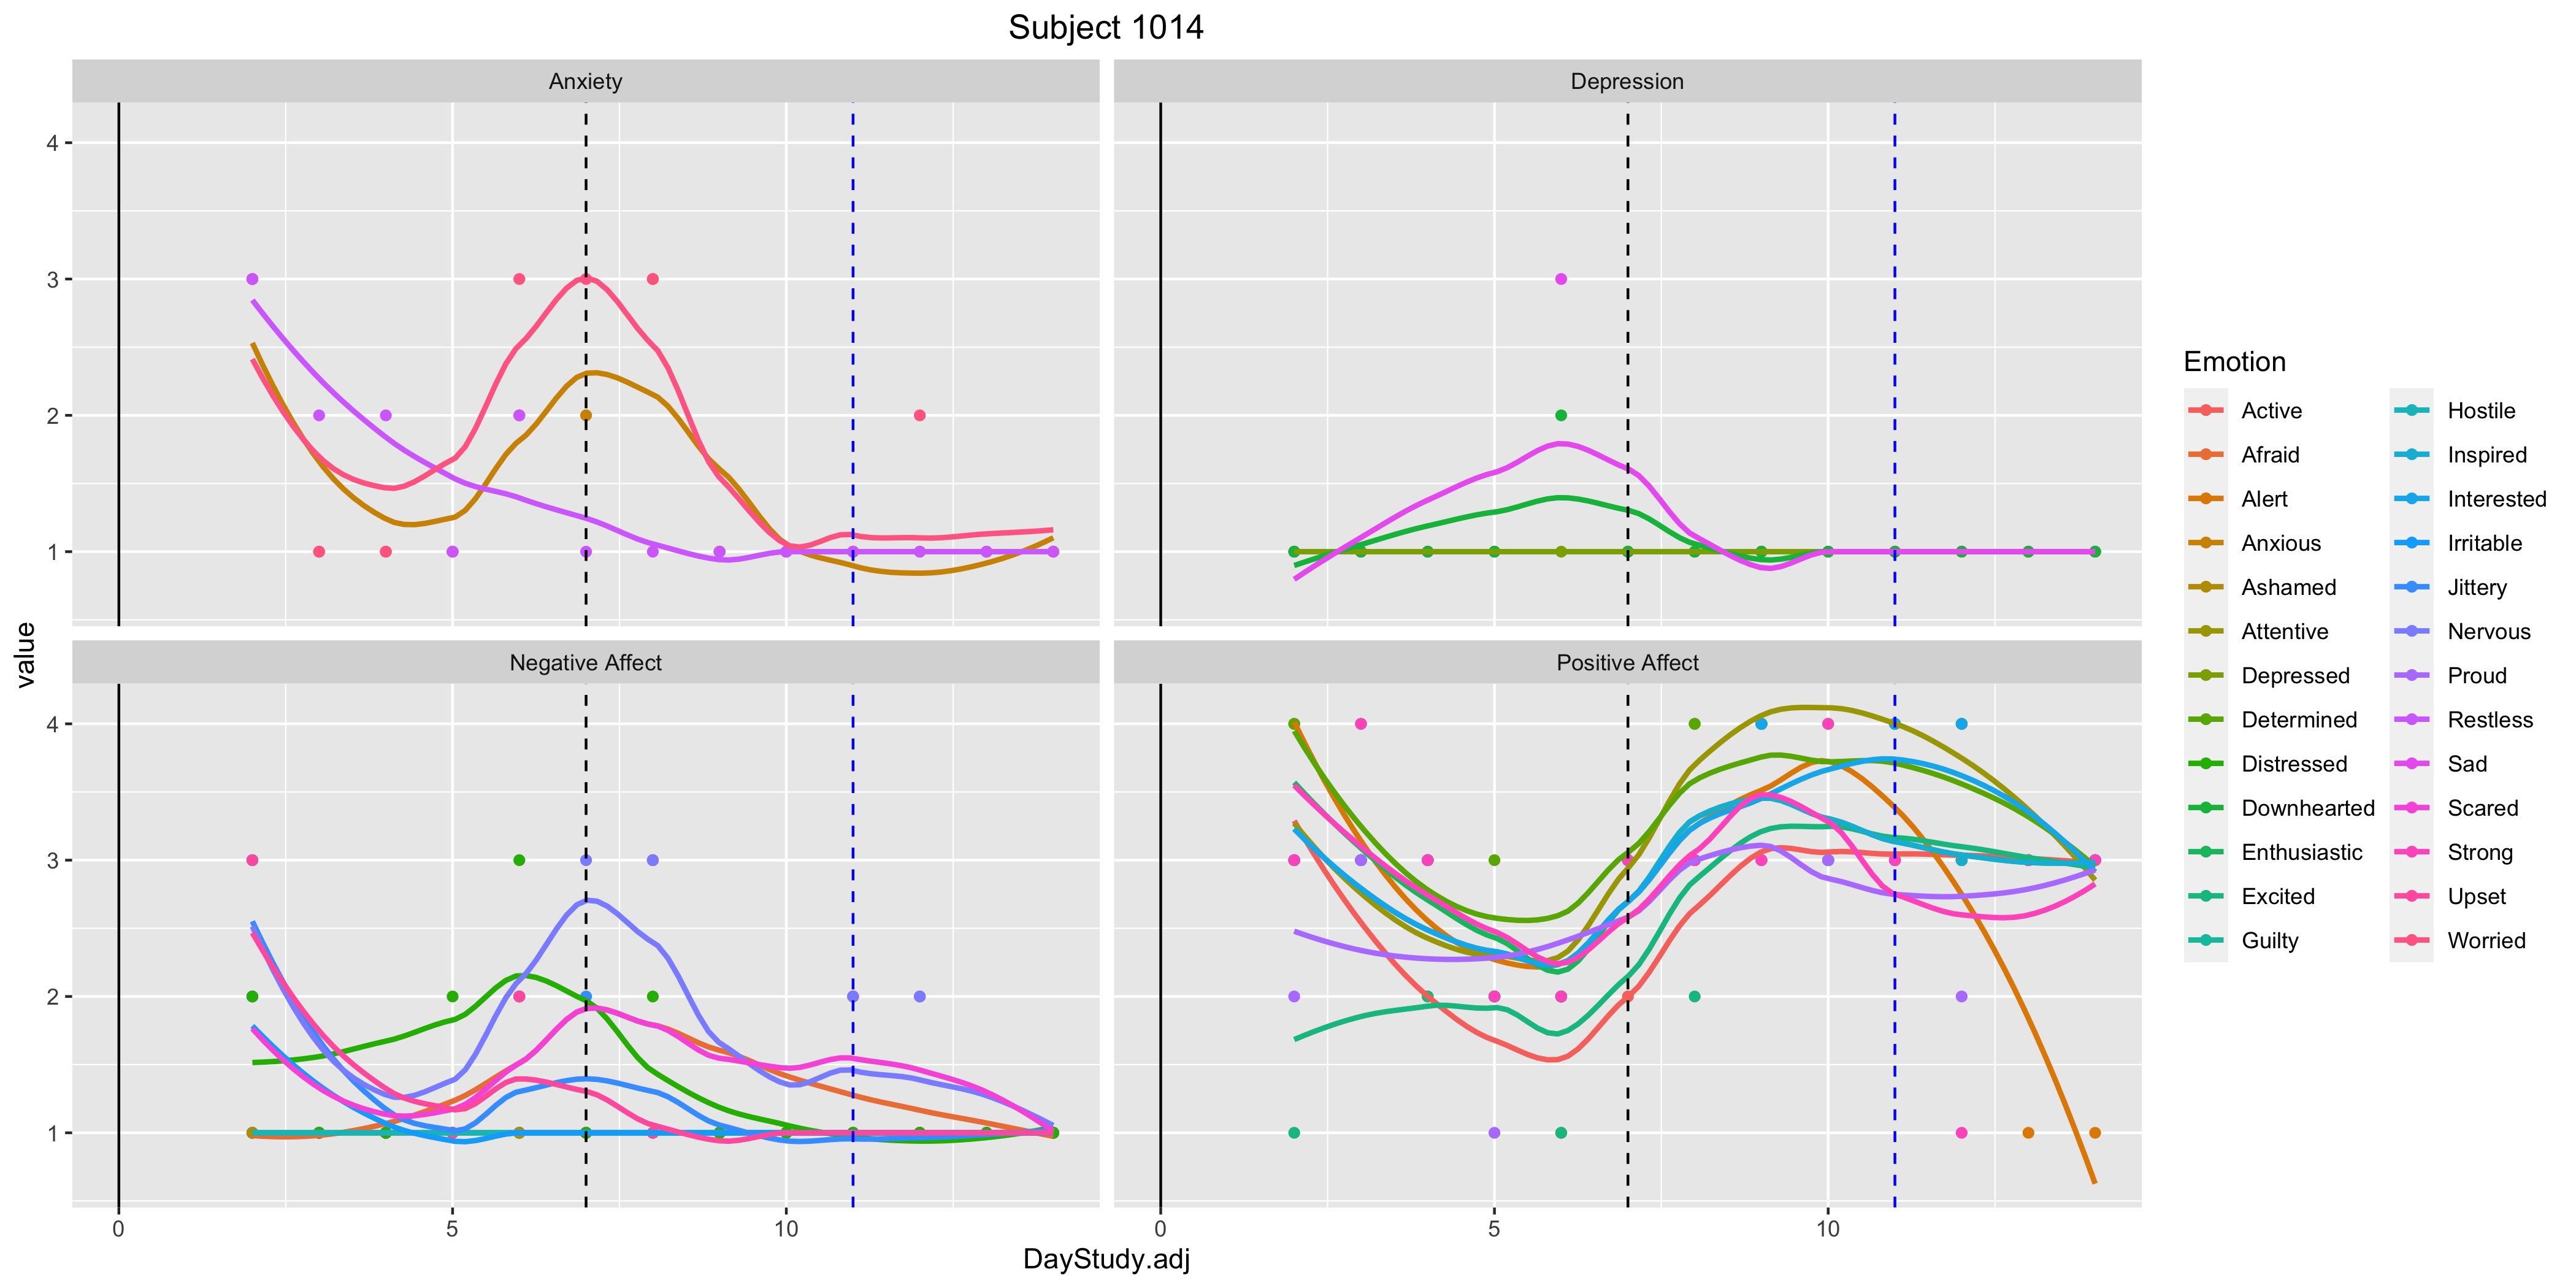 Subject 1014
Anxiety
Depression
4
3
2
1
value
Negative Affect
Positive Affect
4
3
2
1
0
5
10
0
5
10
DayStudy.adj
Emotion
Active
Afraid
Alert
Anxious
Ashamed
Attentive
Depressed
Determined
Distressed
Downhearted
Enthusiastic
Excited
Guilty
Hostile
Inspired
Interested
Irritable
Jittery
Nervous
Proud
Restless
Sad
Scared
Strong
Upset
Worried